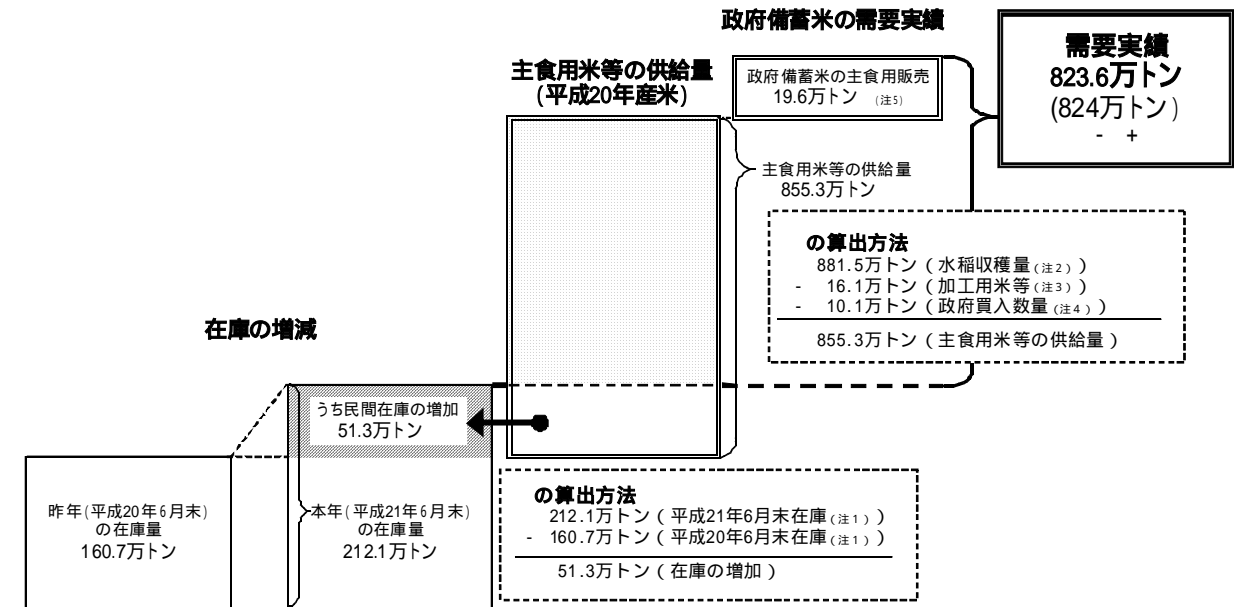 政府備蓄米の需要実績
需要実績
823.6万トン
(824万トン)
- +
主食用米等の供給量
(平成20年産米)
政府備蓄米の主食用販売
19.6万トン (注5)
主食用米等の供給量
855.3万トン
の算出方法
881.5万トン(水稲収穫量(注2))
- 16.1万トン(加工用米等(注3))
- 10.1万トン(政府買入数量(注4))
855.3万トン(主食用米等の供給量)
在庫の増減
うち民間在庫の増加
51.3万トン
昨年(平成20年6月末)
の在庫量
160.7万トン
本年(平成21年6月末)
の在庫量
212.1万トン
の算出方法
212.1万トン(平成21年6月末在庫(注1))
- 160.7万トン(平成20年6月末在庫(注1))
51.3万トン(在庫の増加)